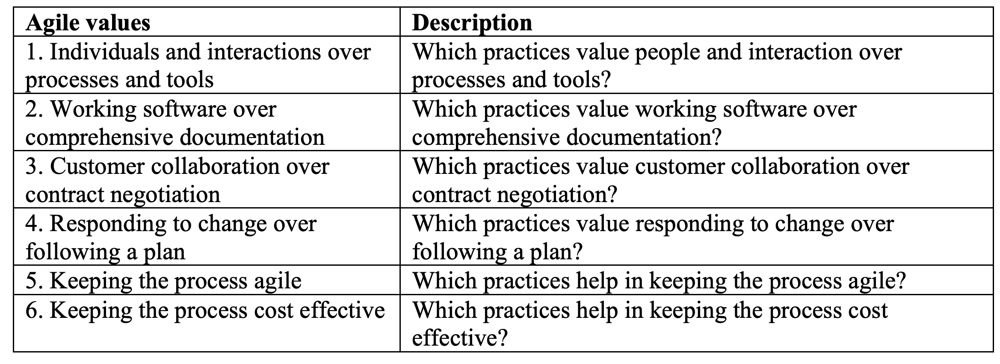 Agile values
Description
1. Individuals and interactions over
processes and tools
Which practices value people and interaction over
processes and tools?
2. Working software over
comprehensive documentation
Which practices value working software over
comprehensive documentation?
3. Customer collaboration over
contract negotiation
Which practices value customer collaboration over
contract negotiation?
4. Responding to change over
following a plan
Which practices value responding to change over
following a plan?
5. Keeping the process agile
Which practices help in keeping the process agile?
6. Keeping the process cost effective
Which practices help in keeping the process cost
effective?